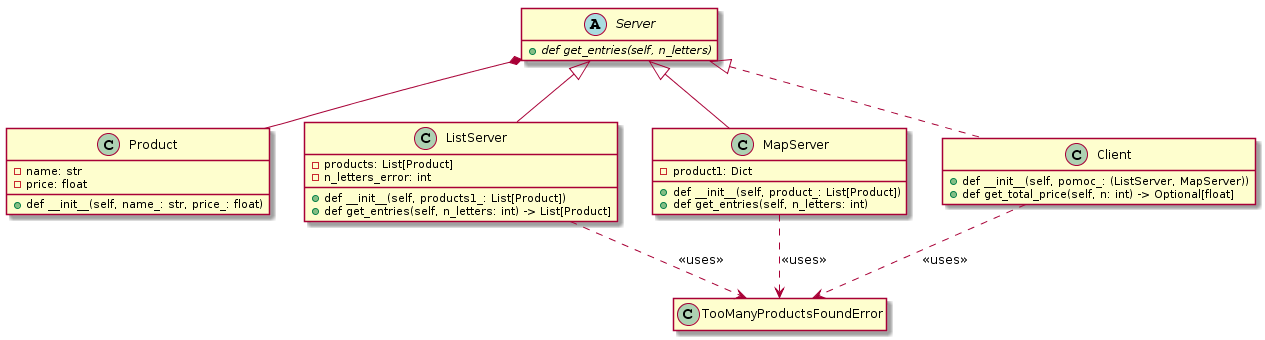 A Server
def get_entries(self, n_letters)
C Product
name: str
price: float
def __init__(self, name_: str, price_: float)
C ListServer
products: List[Product]
n_letters_error: int
def __init__(self, products1_: List[Product])
def get_entries(self, n_letters: int) -> List[Product]
C MapServer
product1: Dict
def __init__(self, product_: List[Product])
def get_entries(self, n_letters: int)
C Client
def __init__(self, pomoc_: (ListServer, MapServer))
def get_total_price(self, n: int) -> Optional[float]
«uses»
«uses»
«uses»
C TooManyProductsFoundError